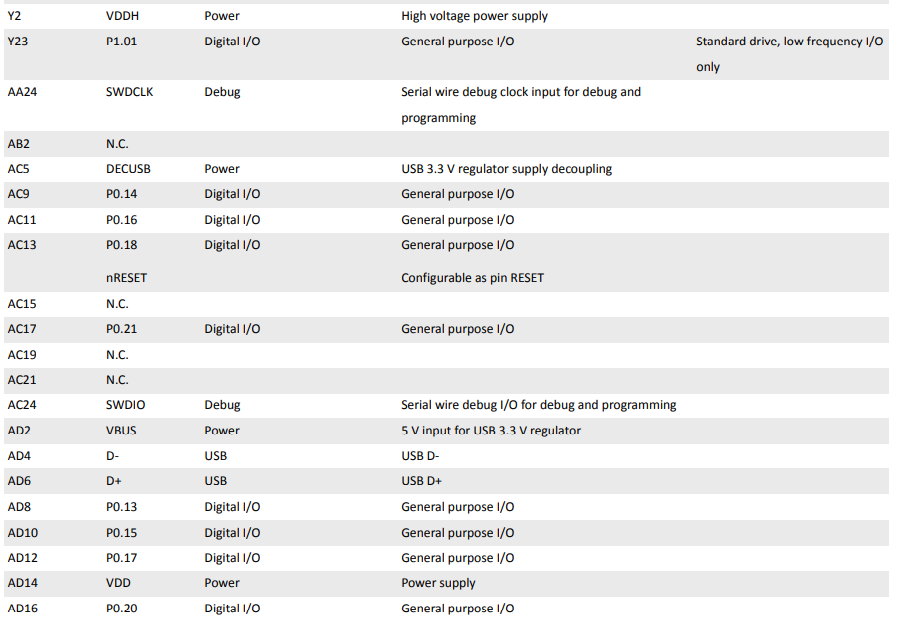 Y2 VDDH Power High voltage power supply
Y23 P1.01 Digital I/O General purpose I/O Standard drive, low frequency I/O
only
AA24 SWDCLK Debug Serial wire debug clock input for debug and
programming
AB2 N.C.
AC5 DECUSB Power USB 3.3 V regulator supply decoupling
AC9 P0.14 Digital I/O General purpose I/O
AC11 P0.16 Digital I/O General purpose I/O
AC13 P0.18 Digital I/O General purpose I/O
nRESET Configurable as pin RESET
AC15 N.C.
AC17 P0.21 Digital I/O General purpose I/O
AC19 N.C.
AC21 N.C.
AC24 SWDIO Debug Serial wire debug I/O for debug and programming
AD2 VBUS Power 5 V input for USB 3.3 V regulator
AD4 D- USB USB D-
AD6 D+ USB USB D+
AD8 P0.13 Digital I/O General purpose I/O
AD10 P0.15 Digital I/O General purpose I/O
AD12 P0.17 Digital I/O General purpose I/O
AD14 VDD Power Power supply
AD16 P0.20 Digital I/O General purpose I/O